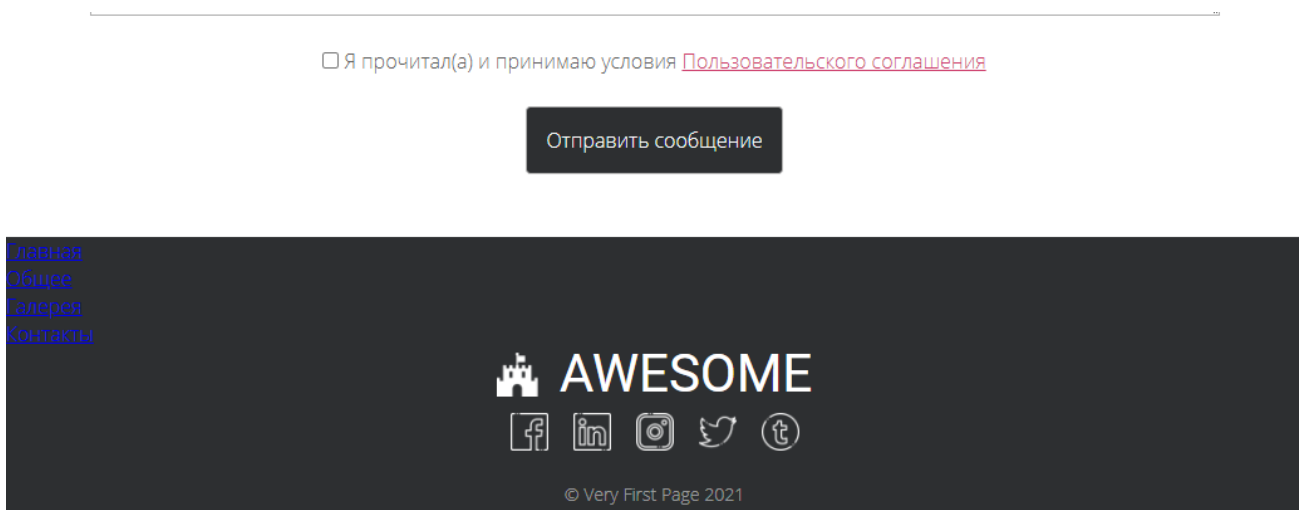 Я прочитал(а) и принимаю условия Пользовательского соглашения
Отправить сообщение
Главная
Общее
Галерея
Контакты
AWESOME
© Very First Page 2021